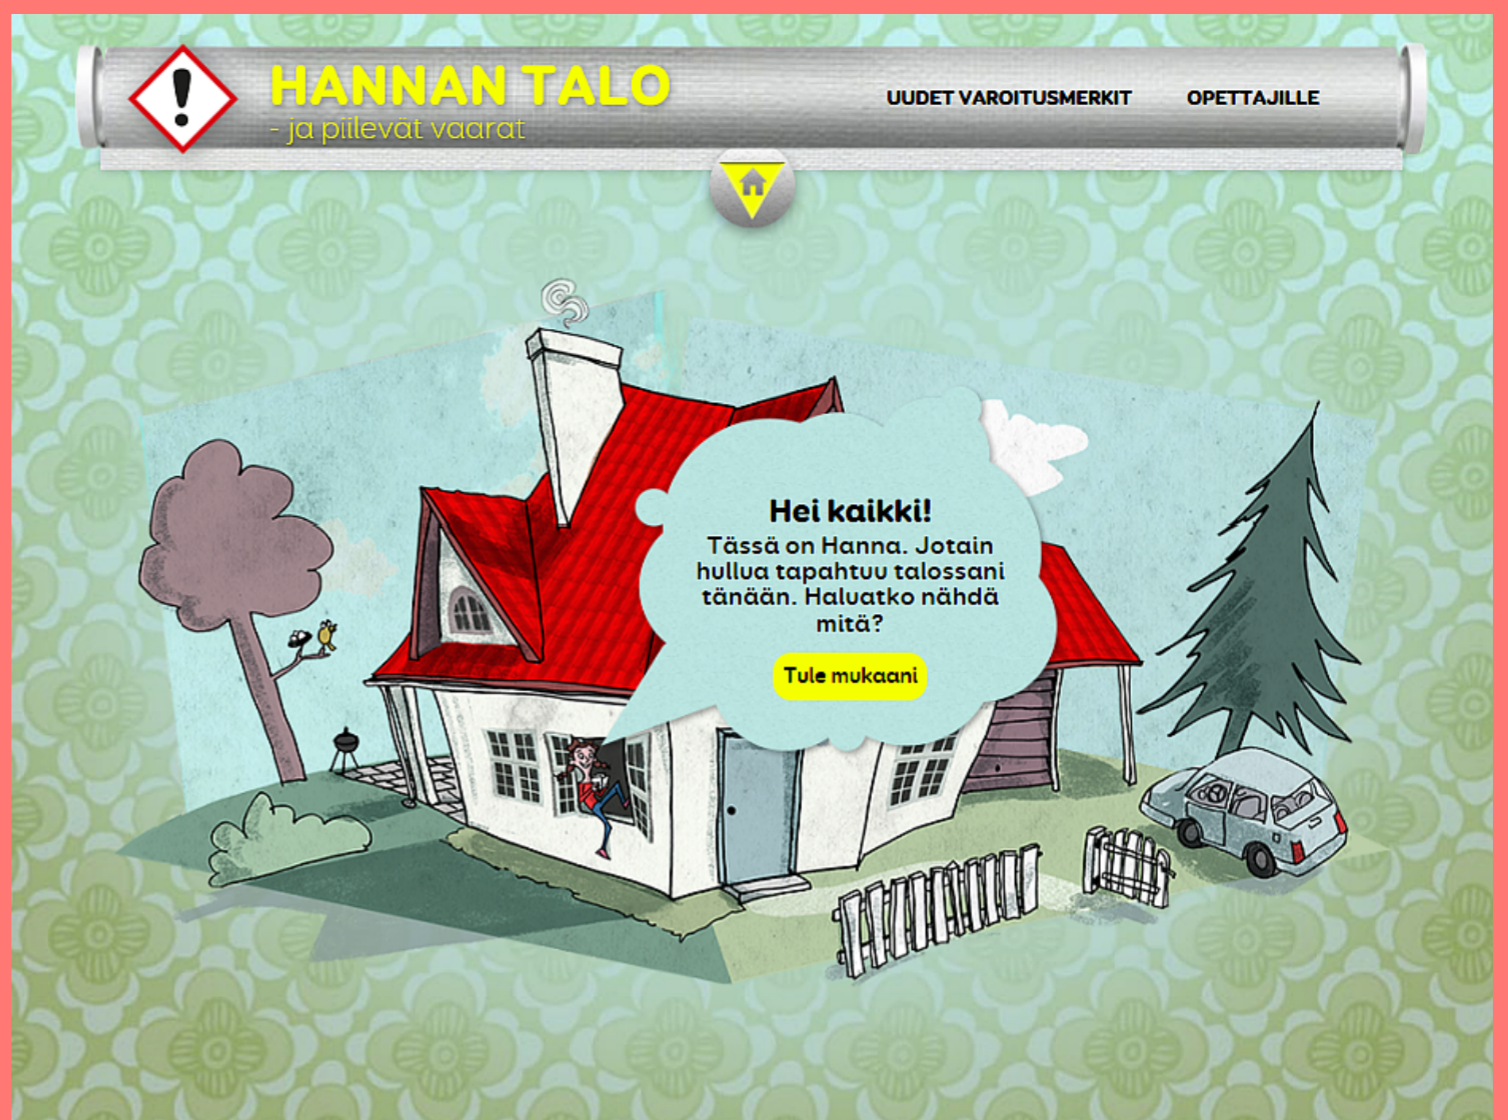 HANNAN TALO
- ja piilevät vaarat
UUDET VAROITUSMERKIT
OPETTAJILLE
Hei kaikki!
Tässä on Hanna. Jotain
hullua tapahtuu talossani
tänään. Haluatko nähdä
mitä?
Tule mukaani